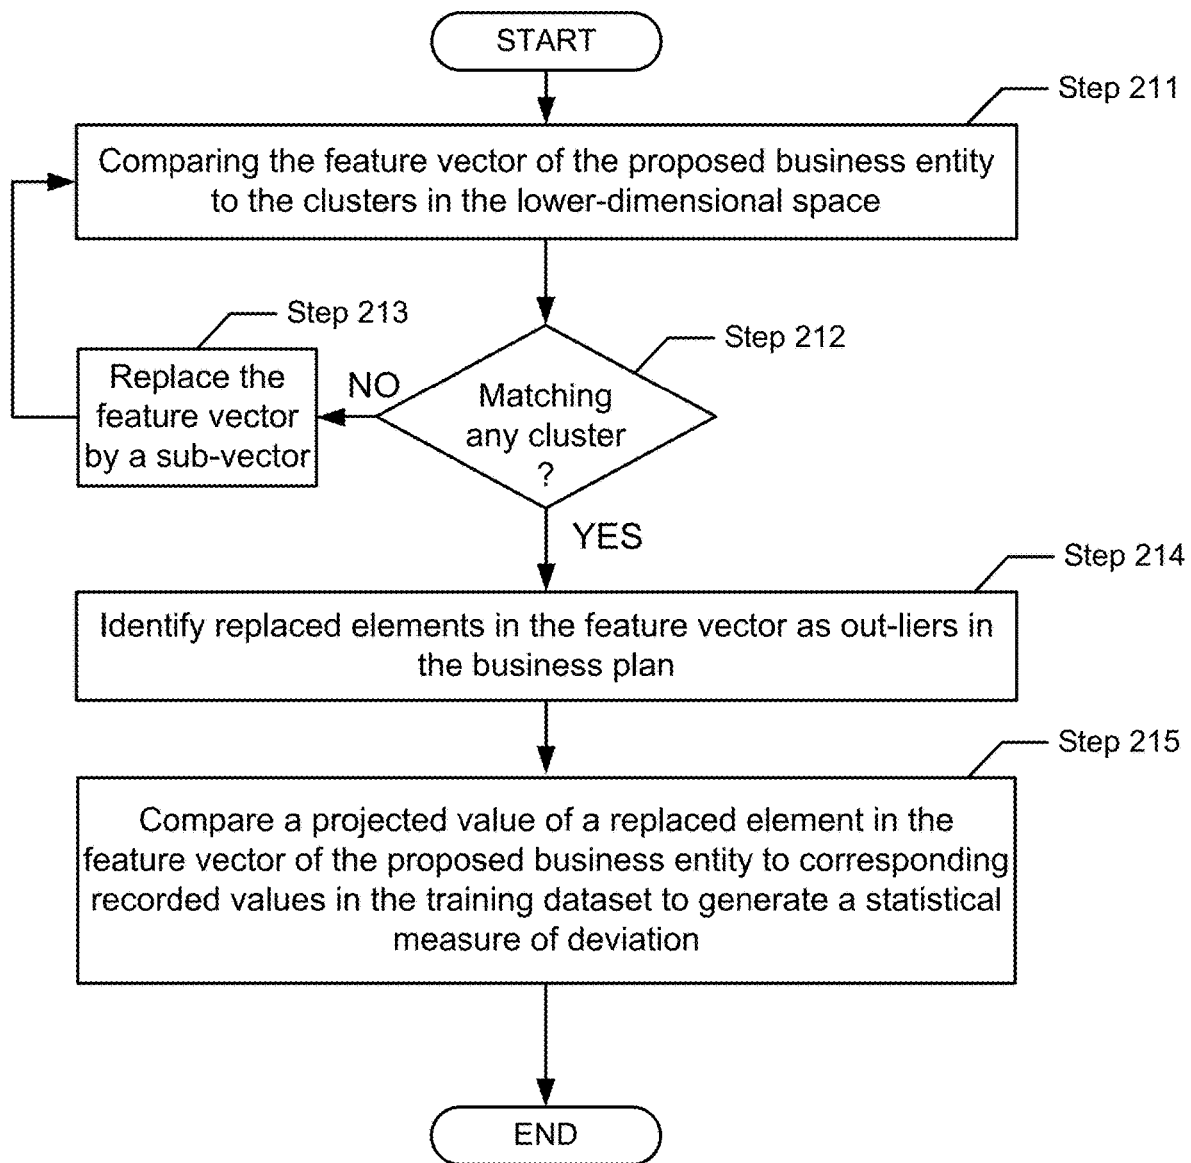 START
Step 211
Comparing the feature vector of the proposed business entity
to the clusters in the lower-dimensional space
Step 213
Step 212
Replace the
feature vector
by a sub-vector
NO
Matching
any cluster
?
YES
Step 214
Identify replaced elements in the feature vector as out-liers in
the business plan
Step 215
Compare a projected value of a replaced element in the
feature vector of the proposed business entity to corresponding
recorded values in the training dataset to generate a statistical
measure of deviation
END